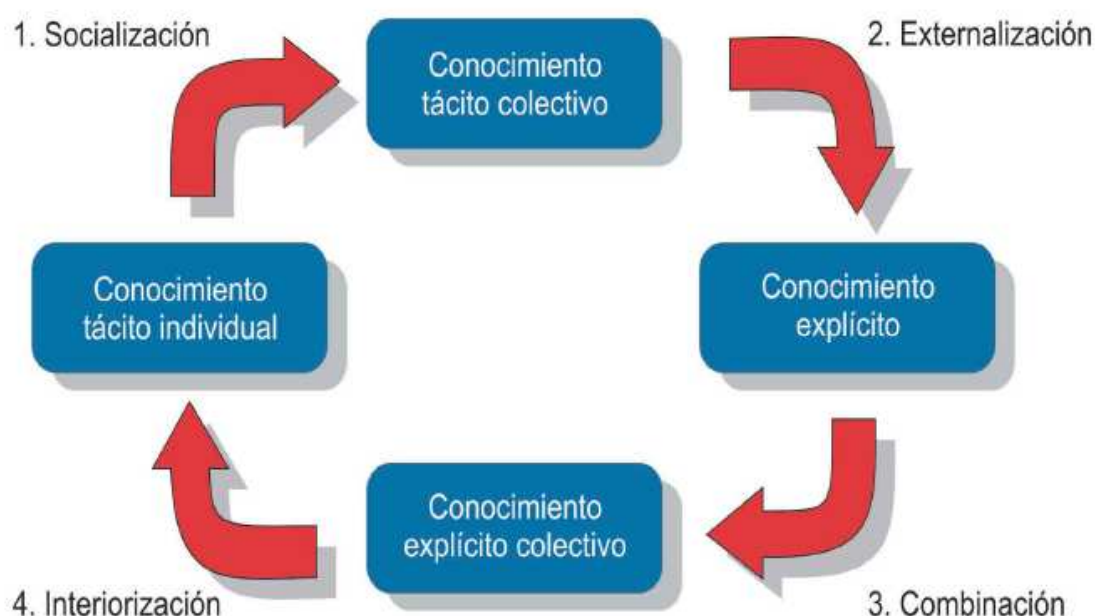 1. Socialización
Conocimiento
tácito colectivo
2. Externalización
Conocimiento
tácito individual
Conocimiento
explícito
Conocimiento
explícito colectivo
4. Interiorización
3. Combinación